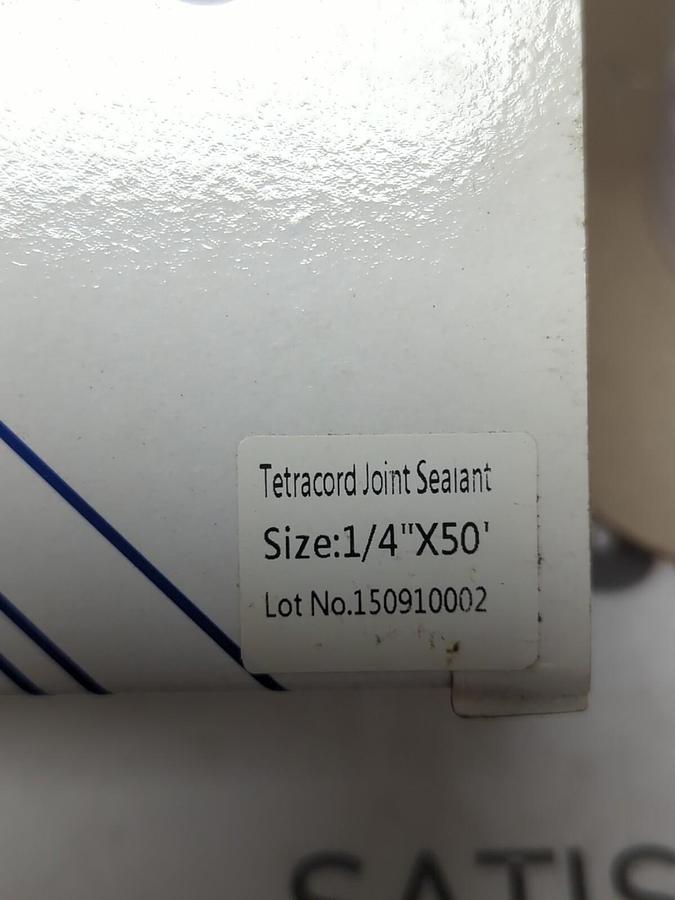 Tetracord Joint Sealant
Size:1/4"X50'
Lot No.150910002
SATIS